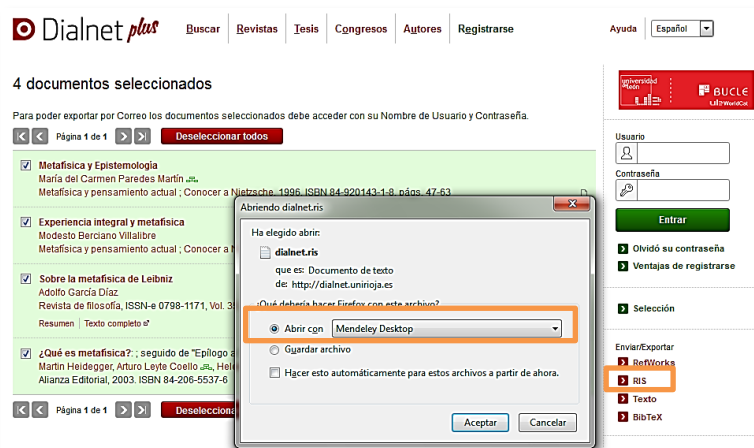 Dialnet plus Buscar Revistas Tesis Congresos Autores Registrarse Ayuda Español
4 documentos seleccionados
Para poder exportar por Correo los documentos seleccionados debe acceder con su Nombre de Usuario y Contraseña.
Página 1 de 1 Deseleccionar todos
Metafísica y Epistemología
María del Carmen Paredes Martín
Metafísica y pensamiento actual ; Conocer a Nietzsche, 1996, ISBN 84-920143-1-8, págs. 47-63
Experiencia integral y metafísica
Modesto Berciano Villalibre
Metafísica y pensamiento actual ; Conocer a N
Sobre la metafísica de Leibniz
Adolfo García Díaz
Revista de filosofía, ISSN-e 0798-1171, Vol. 3
Resumen Texto completo
¿Qué es metafísica?: ; seguido de "Epílogo a
Martin Heidegger, Arturo Leyte Coello , Hele
Alianza Editorial, 2003. ISBN 84-206-5537-6
Página 1 de 1 Deselecciona
Abriendo dialnet.ris
Ha elegido abrir:
dialnet.ris
que es: Documento de texto
de: http://dialnet.unirioja.es
¿Qué debería hacer Firefox con este archivo?
Abrir con Mendeley Desktop
Guardar archivo
Hacer esto automáticamente para estos archivos a partir de ahora.
Aceptar Cancelar
universidad
de león
BUCLE
ULE WorldCat
Usuario
Contraseña
Entrar
Olvidó su contraseña
Ventajas de registrarse
Selección
Enviar/Exportar
RefWorks
RIS
Texto
BibTeX